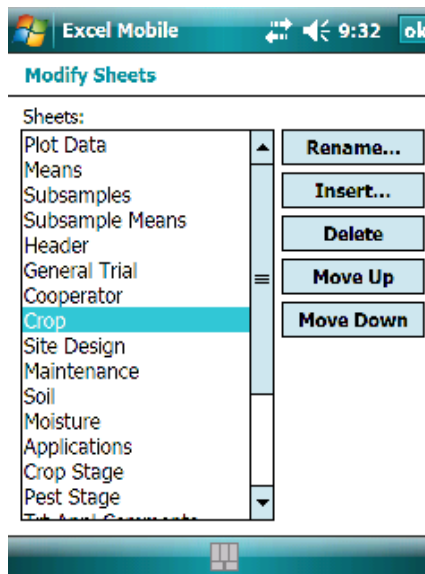 Excel Mobile 9:32 ok
Modify Sheets
Sheets:
Plot Data
Means
Subsamples
Subsample Means
Header
General Trial
Cooperator
Crop
Site Design
Maintenance
Soil
Moisture
Applications
Crop Stage
Pest Stage
Rename...
Insert...
Delete
Move Up
Move Down